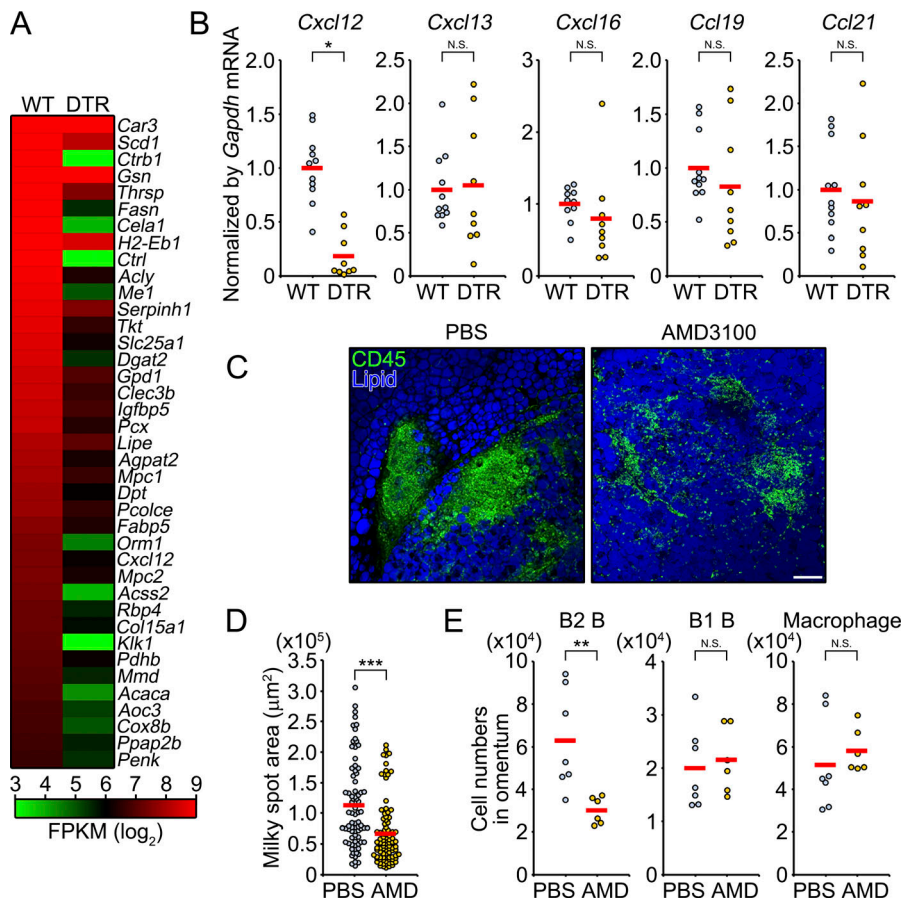 A
WT DTR
Car3
Scd1
Ctrb1
Gsn
Thrsp
Fasn
Cela1
H2-Eb1
Ctrl
Acly
Me1
Serpinh1
Tkt
Slc25a1
Dgat2
Gpd1
Clec3b
Igfbp5
Pcx
Lipe
Agpat2
Mpc1
Dpt
Pcolce
Fabp5
Orm1
Cxcl12
Mpc2
Acss2
Rbp4
Col15a1
Klk1
Pdhb
Mmd
Acaca
Aoc3
Cox8b
Ppap2b
Penk
3 4 5 6 7 8 9
FPKM (log2)
B
Normalized by Gapdh mRNA
Cxcl12
*
2.0
1.5
1.0
0.5
0
WT DTR
Cxcl13
N.S.
2.5
2.0
1.5
1.0
0.5
0
WT DTR
Cxcl16
N.S.
3
2
1
0
WT DTR
Ccl19
N.S.
2.0
1.5
1.0
0.5
0
WT DTR
Ccl21
N.S.
2.5
2.0
1.5
1.0
0.5
0
WT DTR
C
PBS
AMD3100
CD45
Lipid
D
(x10⁵)
Milky spot area (μm²)
***
3.5
3.0
2.5
2.0
1.5
1.0
0.5
0
PBS AMD
E
Cell numbers
in omentum
B2 B
(x10⁴)
**
10
8
6
4
2
0
PBS AMD
B1 B
(x10⁴)
N.S.
4
3
2
1
0
PBS AMD
Macrophage
(x10⁴)
N.S.
10
8
6
4
2
0
PBS AMD